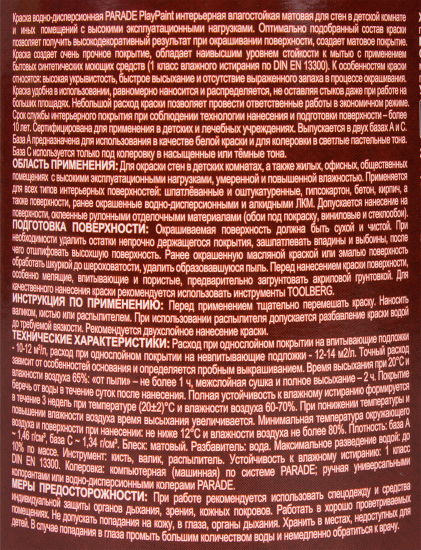 Краска водно-дисперсионная PARADE PlayPaint интерьерная влагостойкая матовая для стен в детской комнате
и иных помещений с высокими эксплуатационными нагрузками. Оптимально подобранный состав краски
позволяет получить высокодекоративный результат при окрашивании поверхности, создает матовое покрытие.
Краска создает очень прочное покрытие, обладает наивысшим уровнем стойкости к мытью с применением
бытовых синтетических моющих средств (1 класс влажного истирания по DIN EN 13300). К особенностям краски
относятся: высокая укрывистость, быстрое высыхание и отсутствие выраженного запаха в процессе окрашивания.
Краска удобна в использовании, равномерно наносится и распределяется, не оставляя стыков даже при работе на
больших площадях. Небольшой расход краски позволяет провести ответственные работы в экономичном режиме.
Срок службы интерьерного покрытия при соблюдении технологии нанесения и подготовки поверхности – более
10 лет. Сертифицирована для применения в детских и лечебных учреждениях. Выпускается в двух базах А и С.
База А предназначена для использования в качестве белой краски и для колеровки в светлые пастельные тона.
База С используется только под колеровку в насыщенные или тёмные тона.
ОБЛАСТЬ ПРИМЕНЕНИЯ: Для окраски стен в детских комнатах, а также жилых, офисных, общественных
помещениях с высокими эксплуатационными нагрузками, умеренной и повышенной влажностью. Применяется
для всех типов интерьерных поверхностей: шпатлёванные и оштукатуренные, гипсокартон, бетон, кирпич, а
также поверхности, ранее окрашенные водно-дисперсионными и алкидными ЛКМ. Допускается нанесение на
поверхности, оклеенные рулонными отделочными материалами (обои под покраску, виниловые и стеклообои).
ПОДГОТОВКА ПОВЕРХНОСТИ: Окрашиваемая поверхность должна быть сухой и чистой. При
необходимости удалить остатки непрочно держащегося покрытия, зашпатлевать впадины и выбоины, после
чего отшлифовать высохшую поверхность. Ранее окрашенную масляной краской или эмалью поверхность
обработать шкуркой до шероховатости, удалить образовавшуюся пыль. Перед нанесением краски поверхности,
особенно мелящие, впитывающие и пористые, предварительно загрунтовать акриловой грунтовкой. Для
качественного нанесения краски рекомендуется использовать инструменты TOOLBERG.
ИНСТРУКЦИЯ ПО ПРИМЕНЕНИЮ: Перед применением тщательно перемешать краску. Наносить
валиком, кистью или распылителем. При использовании распылителя допускается разбавление краски водой
до требуемой вязкости. Рекомендуется двухслойное нанесение краски.
ТЕХНИЧЕСКИЕ ХАРАКТЕРИСТИКИ: Расход при однослойном покрытии на впитывающие подложки
- 10-12 м²/л, расход при однослойном покрытии на невпитывающие подложки - 12-14 м2/л. Точный расход
зависит от особенностей основания и определяется пробным выкрашиванием. Время высыхания при 20°С и
влажности воздуха 65%: «от пыли» – не более 1 ч, межслойная сушка и полное высыхание – 2 ч. Покрытие
беречь от воды в течение суток после нанесения. Полная устойчивость к влажному истиранию формируется
в течение 3 недель при температуре (20±2)°С и влажности воздуха 60-70%. При понижении температуры и
повышении влажности воздуха время высыхания увеличивается. Минимальная температура окружающего
воздуха и поверхности при нанесении: не ниже 12°С и влажности воздуха не более 80%. Плотность: база А
~ 1,46 г/см³, база С ~ 1,34 г/см³. Блеск: матовый. Разбавитель: вода. Максимальное разведение водой: до
10% по массе. Инструмент: кисть, валик, распылитель. Устойчивость к влажному истиранию: 1 класс
DIN EN 13300. Колеровка: компьютерная (машинная) по системе PARADE; ручная универсальными
колорантами или водно-дисперсионными колерами PARADE.
МЕРЫ ПРЕДОСТОРОЖНОСТИ: При работе рекомендуется использовать спецодежду и средства
индивидуальной защиты органов дыхания, зрения, кожных покровов. Работать в хорошо проветриваемых
помещениях. Не допускать попадания на кожу, в глаза, органы дыхания. Хранить в местах, недоступных для
детей. В случае попадания в глаза промыть большим количеством воды и немедленно обратиться к врачу.